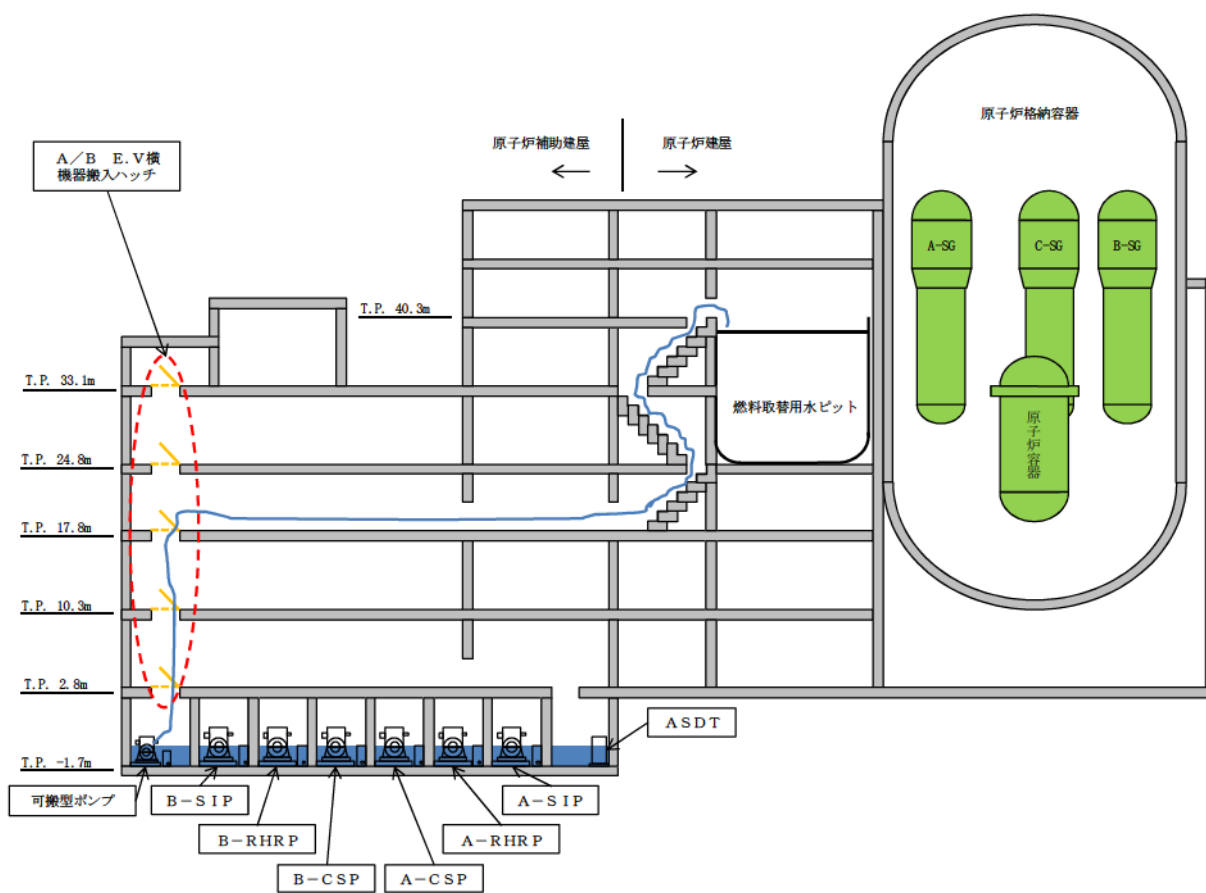 原子炉補助建屋
原子炉建屋
原子炉格納容器
A/B E.V横
機器搬入ハッチ
A-SG
C-SG
B-SG
T.P. 40.3m
T.P. 33.1m
燃料取替用水ピット
原子炉容器
T.P. 24.8m
T.P. 17.8m
T.P. 10.3m
T.P. 2.8m
ASDT
T.P. -1.7m
可搬型ポンプ
B-SIP
A-SIP
B-RHRP
A-RHRP
B-CSP
A-CSP